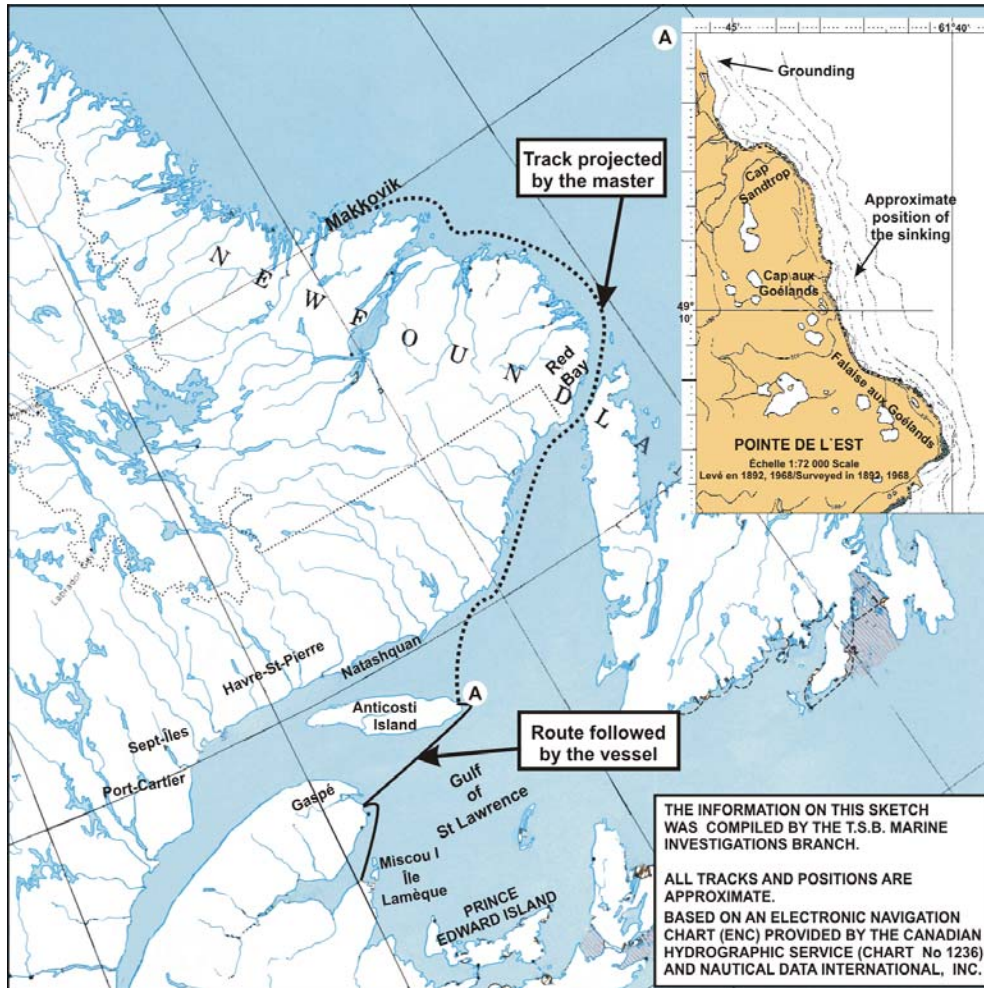 A
45'
61°40'
Grounding
Cap
Sandtrop
Approximate
position of
the sinking
Cap aux
Goélands
49°
10'
Falaise aux Goélands
POINTE DE L`EST
Échelle 1:72 000 Scale
Levé en 1892, 1968/Surveyed in 1892, 1968
Track projected
by the master
Makkovik
NEWFOUNDLA
Red
Bay
Labrador
Havre-St-Pierre
Natashquan
Sept-Îles
Port-Cartier
Anticosti
Island
A
Route followed
by the vessel
Gaspé
Gulf
of
St Lawrence
Miscou I
Île
Lamèque
PRINCE
EDWARD ISLAND
THE INFORMATION ON THIS SKETCH
WAS COMPILED BY THE T.S.B. MARINE
INVESTIGATIONS BRANCH.
ALL TRACKS AND POSITIONS ARE
APPROXIMATE.
BASED ON AN ELECTRONIC NAVIGATION
CHART (ENC) PROVIDED BY THE CANADIAN
HYDROGRAPHIC SERVICE (CHART No 1236)
AND NAUTICAL DATA INTERNATIONAL, INC.